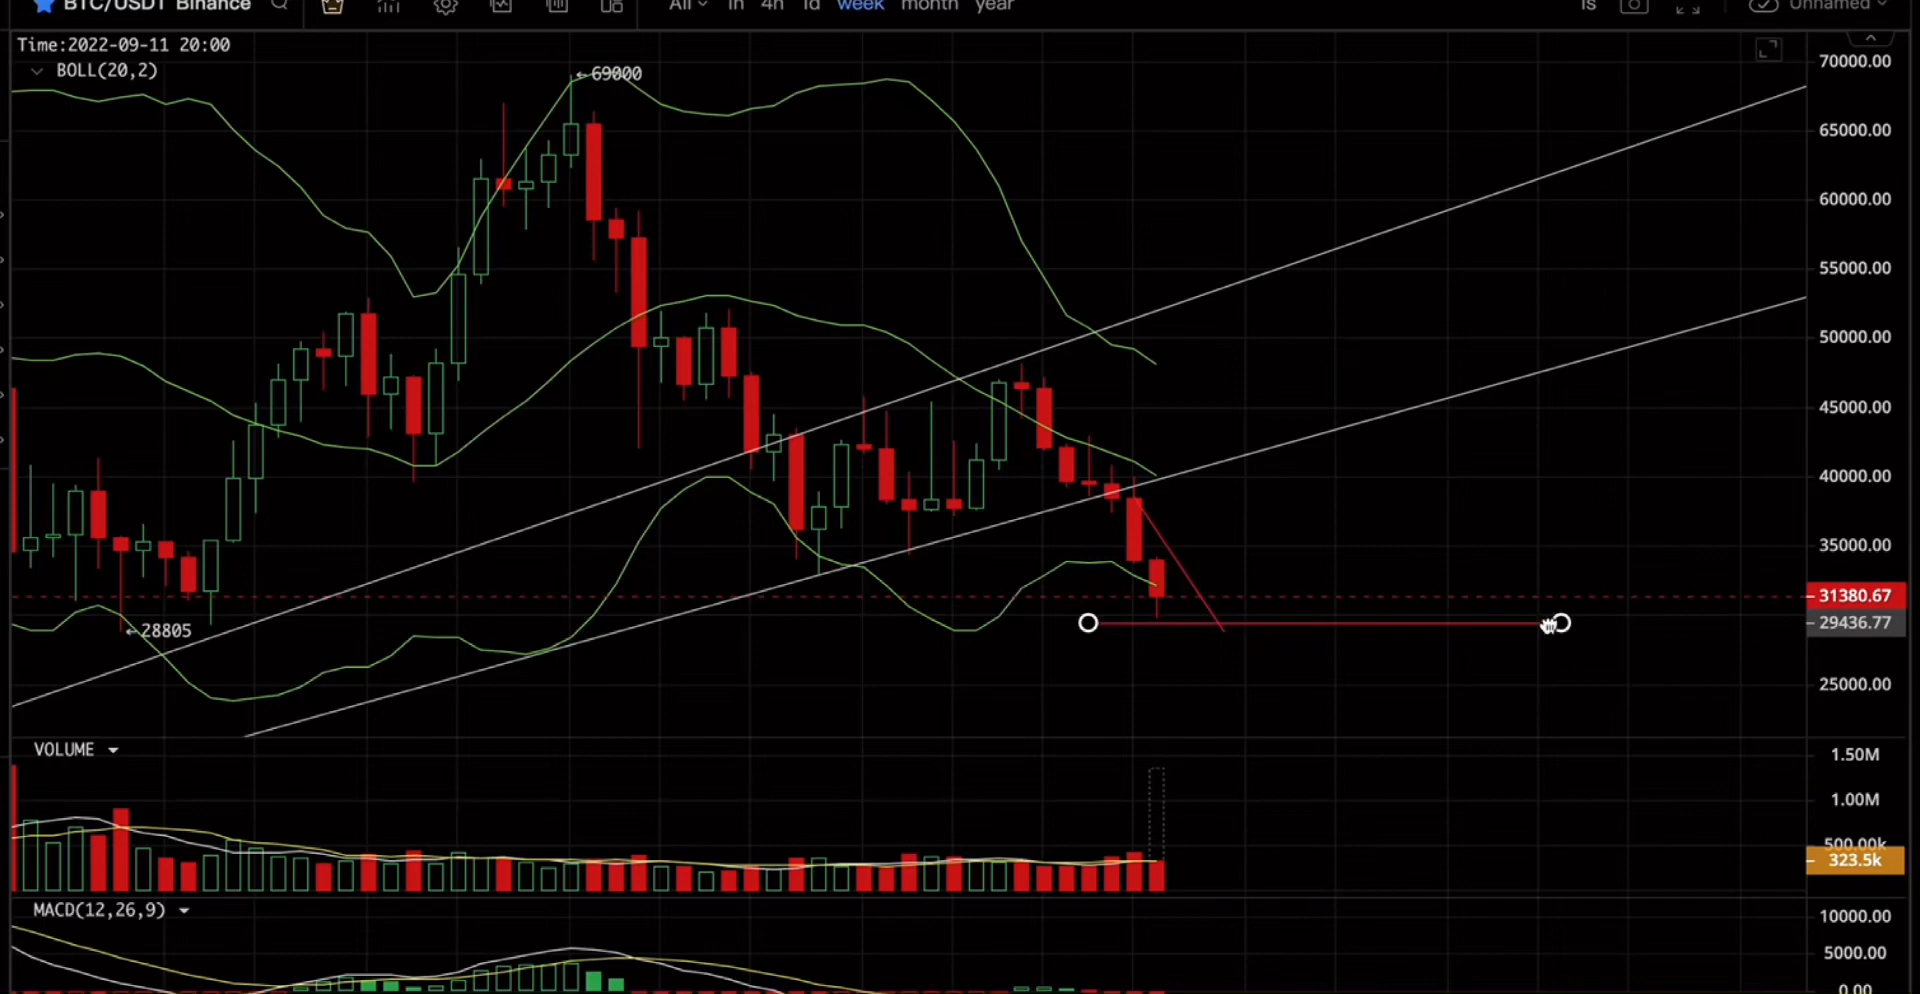 BTC/USDT Binance All 1h 4h 1d week month year Unnamed
Time:2022-09-11 20:00
BOLL(20,2)
←69000
←28805
70000.00
65000.00
60000.00
55000.00
50000.00
45000.00
40000.00
35000.00
31380.67
29436.77
25000.00
VOLUME
1.50M
1.00M
500.00k
323.5k
MACD(12,26,9)
10000.00
5000.00
0.00